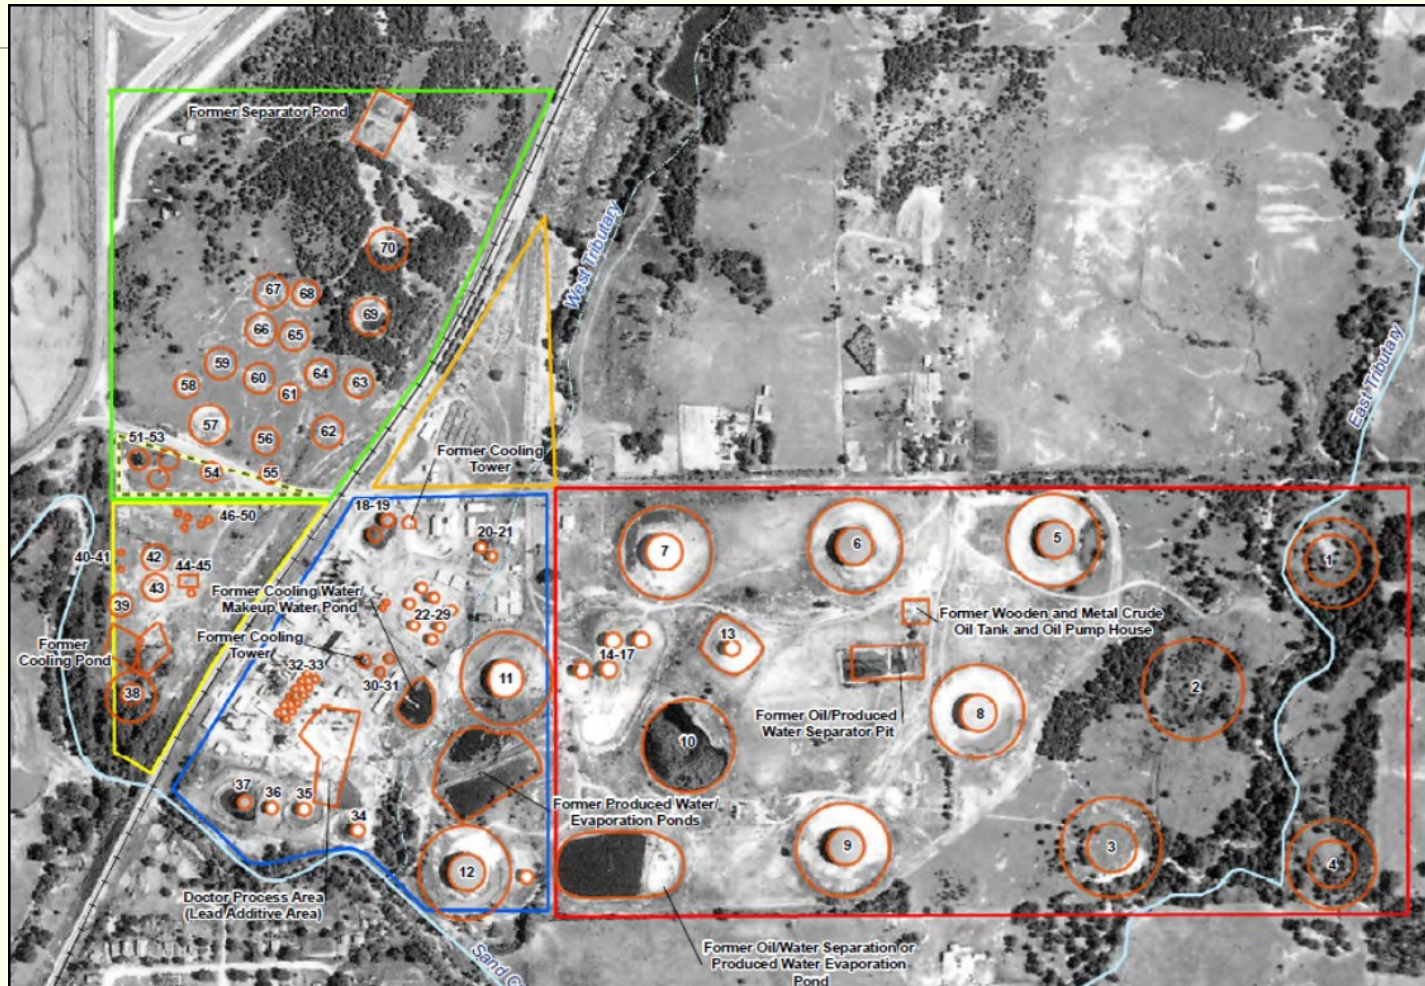 Former Separator Pond
70
67
68
69
66
65
59
64
60
63
58
61
57
62
56
51-53
54
55
West Tributary
East Tributary
Former Cooling
Tower
18-19
46-50
20-21
40-41
42
44-45
43
39
Former Cooling Water/
Makeup Water Pond
22-29
Former
Cooling Pond
Former Cooling
Tower
32-33
30-31
38
11
7
6
5
1
Former Wooden and Metal Crude
Oil Tank and Oil Pump House
13
14-17
2
Former Oil/Produced
Water Separator Pit
8
10
37
36
35
34
Former Produced Water/
Evaporation Ponds
12
9
3
4
Doctor Process Area
(Lead Additive Area)
Former Oil/Water Separation or
Produced Water Evaporation
Pond
Sand C